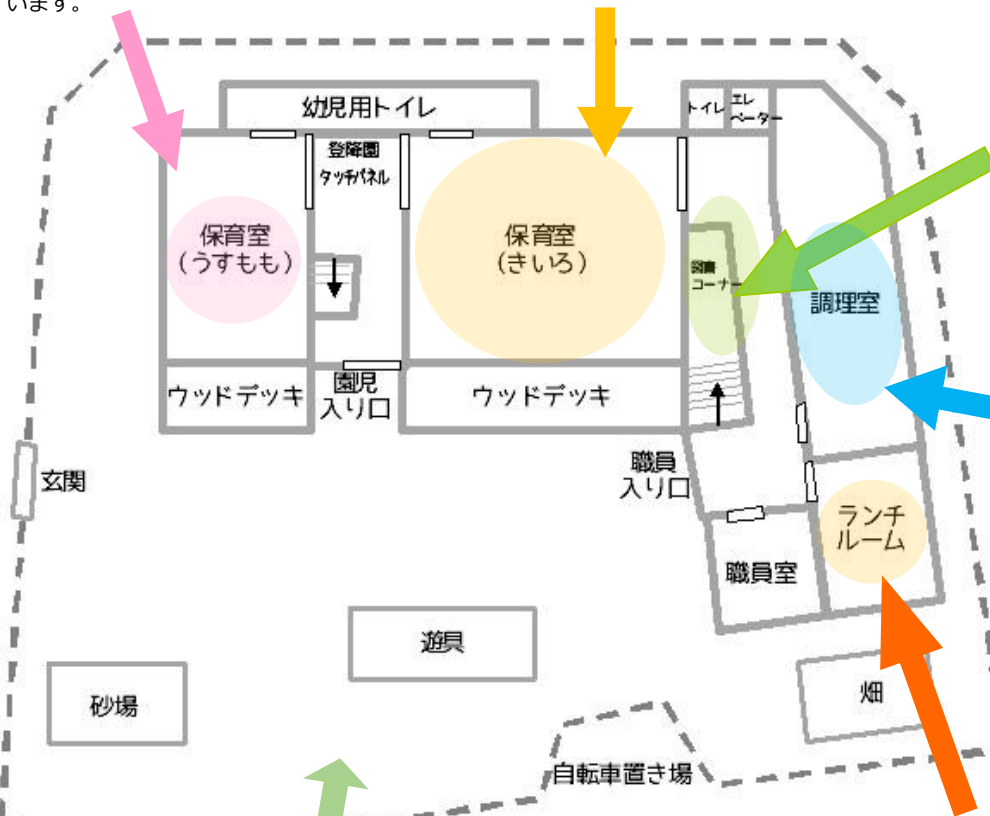 います。
幼児用トイレ
トイレ
エレ
ベーター
登降園
タッチパネル
保育室
(うすもも)
保育室
(きいろ)
図書
コーナー
調理室
ウッドデッキ
園児
入り口
ウッドデッキ
職員
入り口
玄関
ランチ
ルーム
職員室
遊具
砂場
畑
自転車置き場